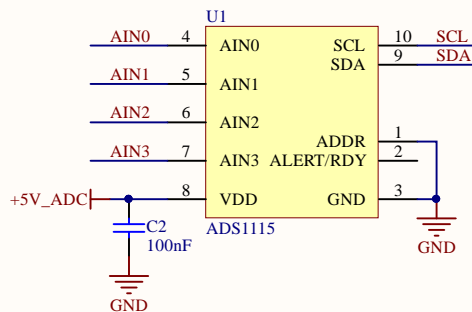 U1
AIN0 4 AIN0 SCL 10 SCL
SDA 9 SDA
AIN1 5 AIN1
AIN2 6 AIN2
ADDR 1
AIN3 7 AIN3 ALERT/RDY 2
+5V_ADC 8 VDD GND 3
C2 ADS1115
100nF GND
GND